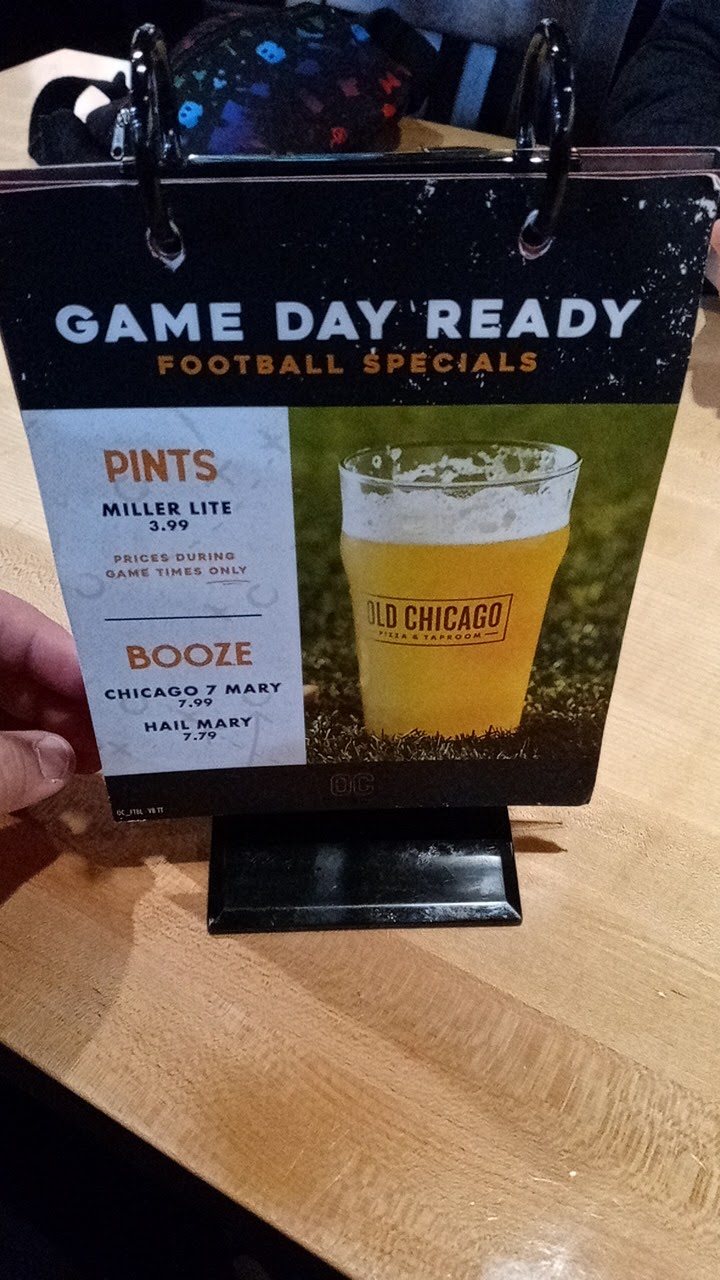 GAME DAY READY
FOOTBALL SPECIALS
PINTS
MILLER LITE
3.99
PRICES DURING
GAME TIMES ONLY
BOOZE
CHICAGO 7 MARY
7.99
HAIL MARY
7.79
OLD CHICAGO
PIZZA & TAPROOM
OC